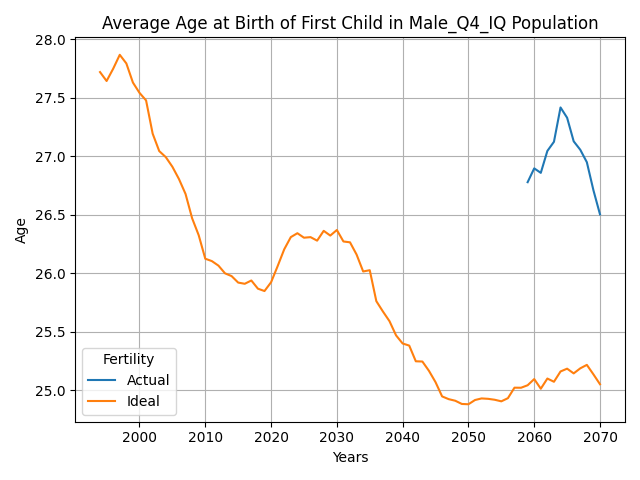 Average Age at Birth of First Child in Male_Q4_IQ Population
28.0
27.5
27.0
26.5
26.0
25.5
25.0
Age
Fertility
Actual
Ideal
2000 2010 2020 2030 2040 2050 2060 2070
Years